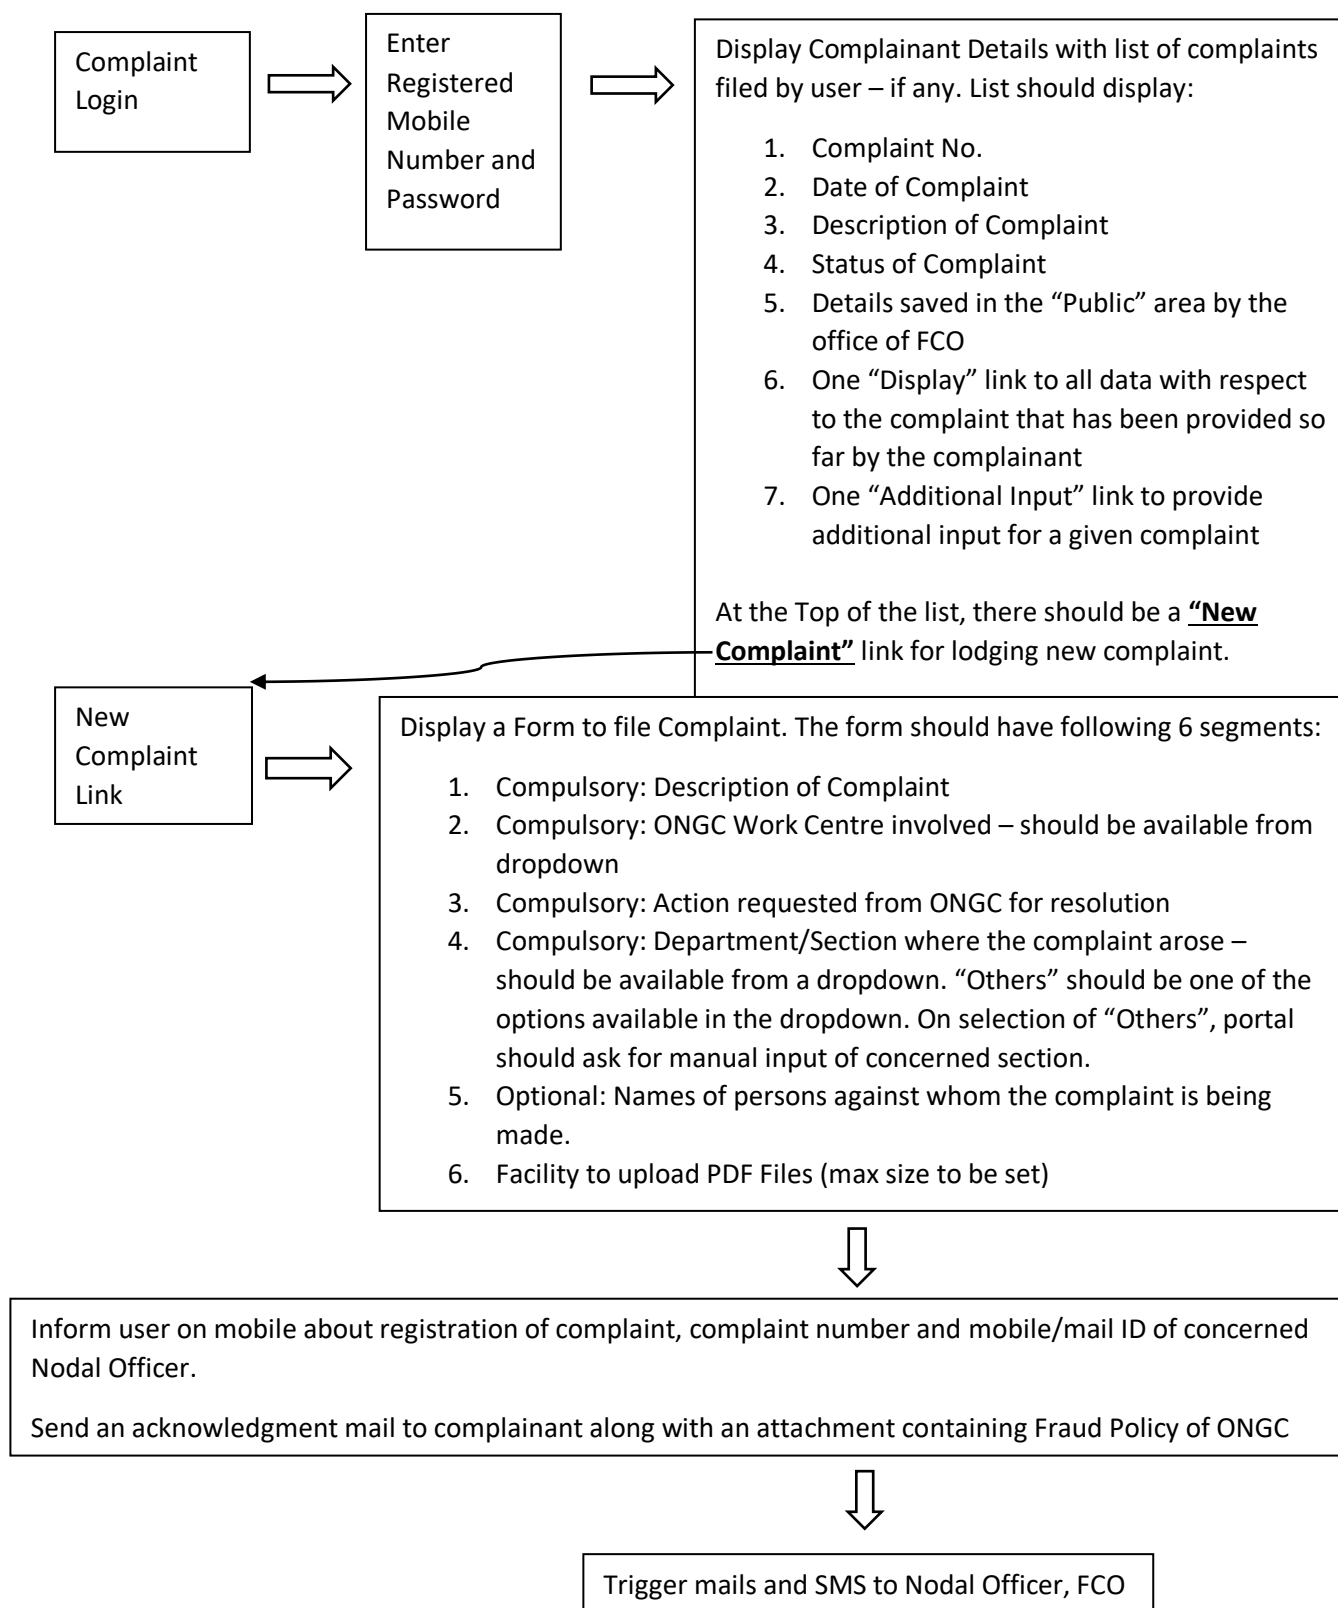 Complaint
Login
Enter
Registered
Mobile
Number and
Password
Display Complainant Details with list of complaints
filed by user – if any. List should display:
1. Complaint No.
2. Date of Complaint
3. Description of Complaint
4. Status of Complaint
5. Details saved in the “Public” area by the
office of FCO
6. One “Display” link to all data with respect
to the complaint that has been provided so
far by the complainant
7. One “Additional Input” link to provide
additional input for a given complaint
At the Top of the list, there should be a “New
Complaint” link for lodging new complaint.
New
Complaint
Link
Display a Form to file Complaint. The form should have following 6 segments:
1. Compulsory: Description of Complaint
2. Compulsory: ONGC Work Centre involved – should be available from
dropdown
3. Compulsory: Action requested from ONGC for resolution
4. Compulsory: Department/Section where the complaint arose –
should be available from a dropdown. “Others” should be one of the
options available in the dropdown. On selection of “Others”, portal
should ask for manual input of concerned section.
5. Optional: Names of persons against whom the complaint is being
made.
6. Facility to upload PDF Files (max size to be set)
Inform user on mobile about registration of complaint, complaint number and mobile/mail ID of concerned
Nodal Officer.
Send an acknowledgment mail to complainant along with an attachment containing Fraud Policy of ONGC
Trigger mails and SMS to Nodal Officer, FCO